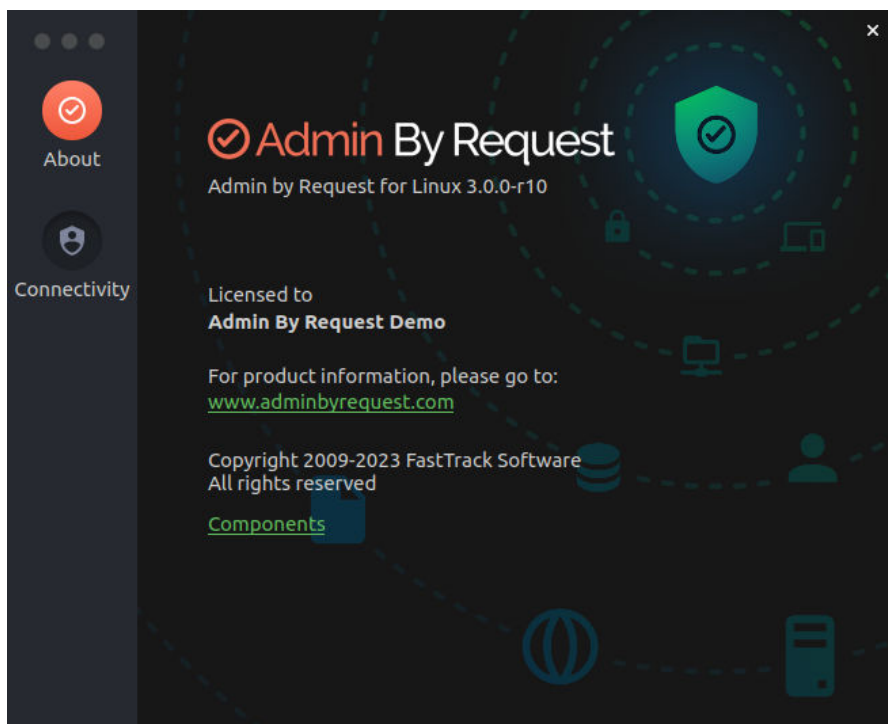 About
Connectivity
Admin By Request
Admin by Request for Linux 3.0.0-r10
Licensed to
Admin By Request Demo
For product information, please go to:
www.adminbyrequest.com
Copyright 2009-2023 FastTrack Software
All rights reserved
Components